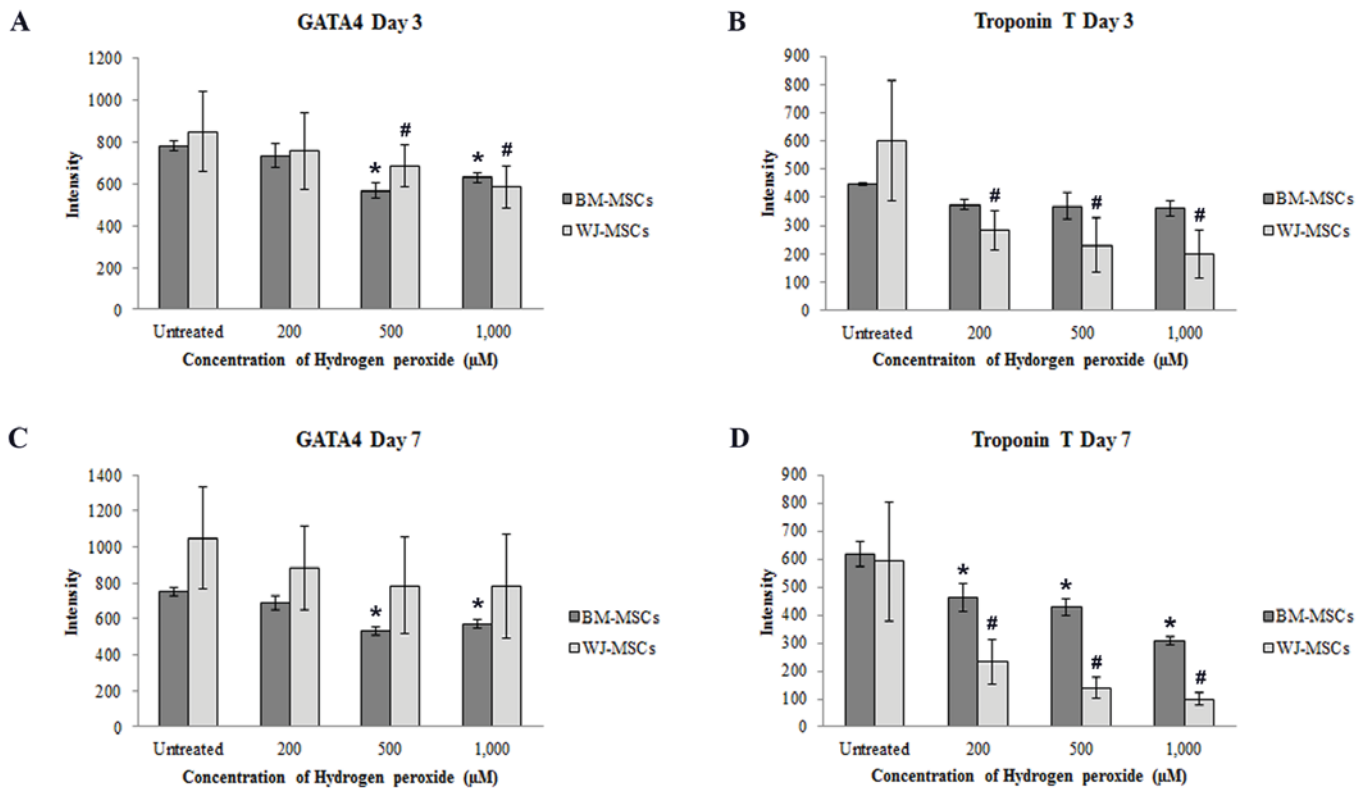 A
GATA4 Day 3
1200
1000
800
600
400
200
0
Intensity
*
#
*
#
BM-MSCs
WJ-MSCs
Untreated 200 500 1,000
Concentration of Hydrogen peroxide (µM)
B
Troponin T Day 3
900
800
700
600
500
400
300
200
100
0
Intensity
#
#
#
BM-MSCs
WJ-MSCs
Untreated 200 500 1,000
Concentraiton of Hydorgen peroxide (µM)
C
GATA4 Day 7
1400
1200
1000
800
600
400
200
0
Intensity
*
*
BM-MSCs
WJ-MSCs
Untreated 200 500 1,000
Concentration of Hydrogen peroxide (µM)
D
Troponin T Day 7
900
800
700
600
500
400
300
200
100
0
Intensity
*
#
*
#
*
#
BM-MSCs
WJ-MSCs
Untreated 200 500 1,000
Concentration of Hydrogen peroxide (µM)